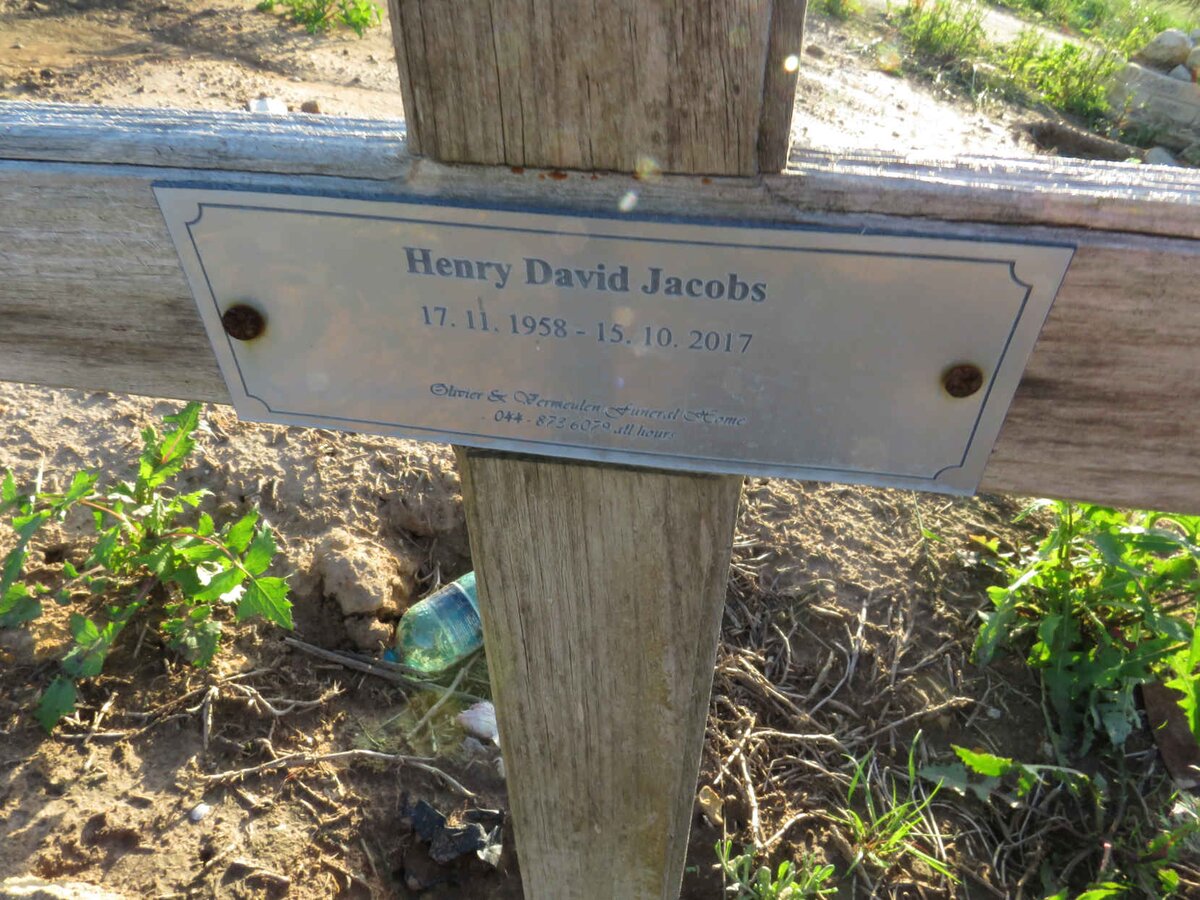 Henry David Jacobs
17. 11. 1958 - 15. 10. 2017
Olivier & Vermeulen Funeral Home
044 - 873 6079 all hours